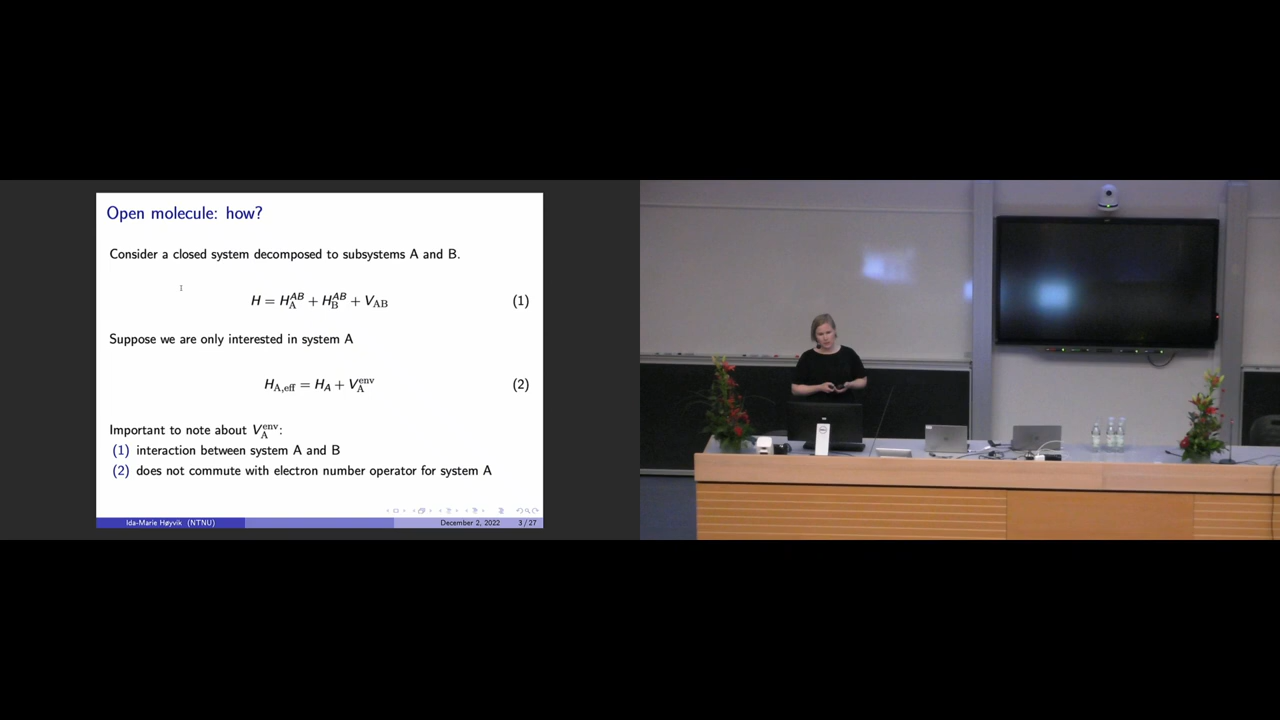 Open molecule: how?
Consider a closed system decomposed to subsystems A and B.
H = H_A^{AB} + H_B^{AB} + V_{AB} (1)
Suppose we are only interested in system A
H_{A,eff} = H_A + V_A^{env} (2)
Important to note about V_A^{env}:
(1) interaction between system A and B
(2) does not commute with electron number operator for system A
Ida-Marie Høyvik (NTNU) December 2, 2022 3 / 27